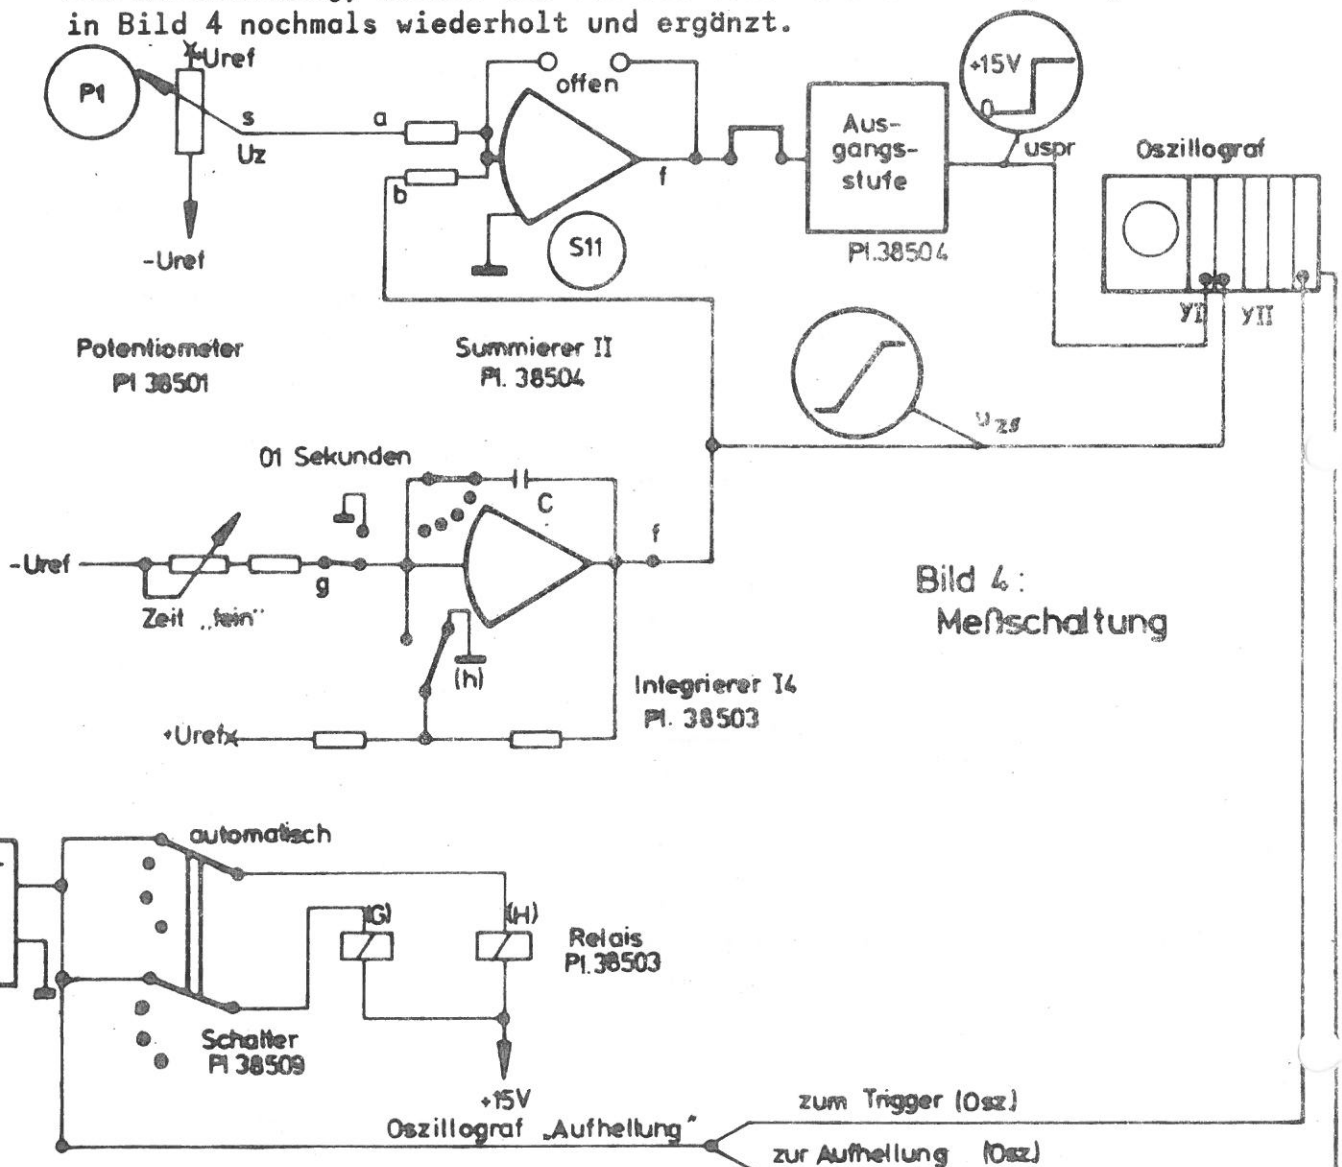 in Bild 4 nochmals wiederholt und ergänzt.
+Uref
P1
s
Uz
a
b
-Uref
offen
f
S11
Aus-
gangs-
stufe
Pl.38504
+15V
0
uspr
Oszillograf
yI
yII
Potentiometer
Pl 38501
Summierer II
Pl. 38504
uzs
01 Sekunden
C
f
-Uref
g
Zeit „fein"
(h)
+Uref
Integrierer I4
Pl. 38503
Bild 4:
Meßschaltung
automatisch
(G)
(H)
Relais
Pl.38503
Schalter
Pl 38509
+15V
Oszillograf „Aufhellung"
zum Trigger (Osz.)
zur Aufhellung (Osz)